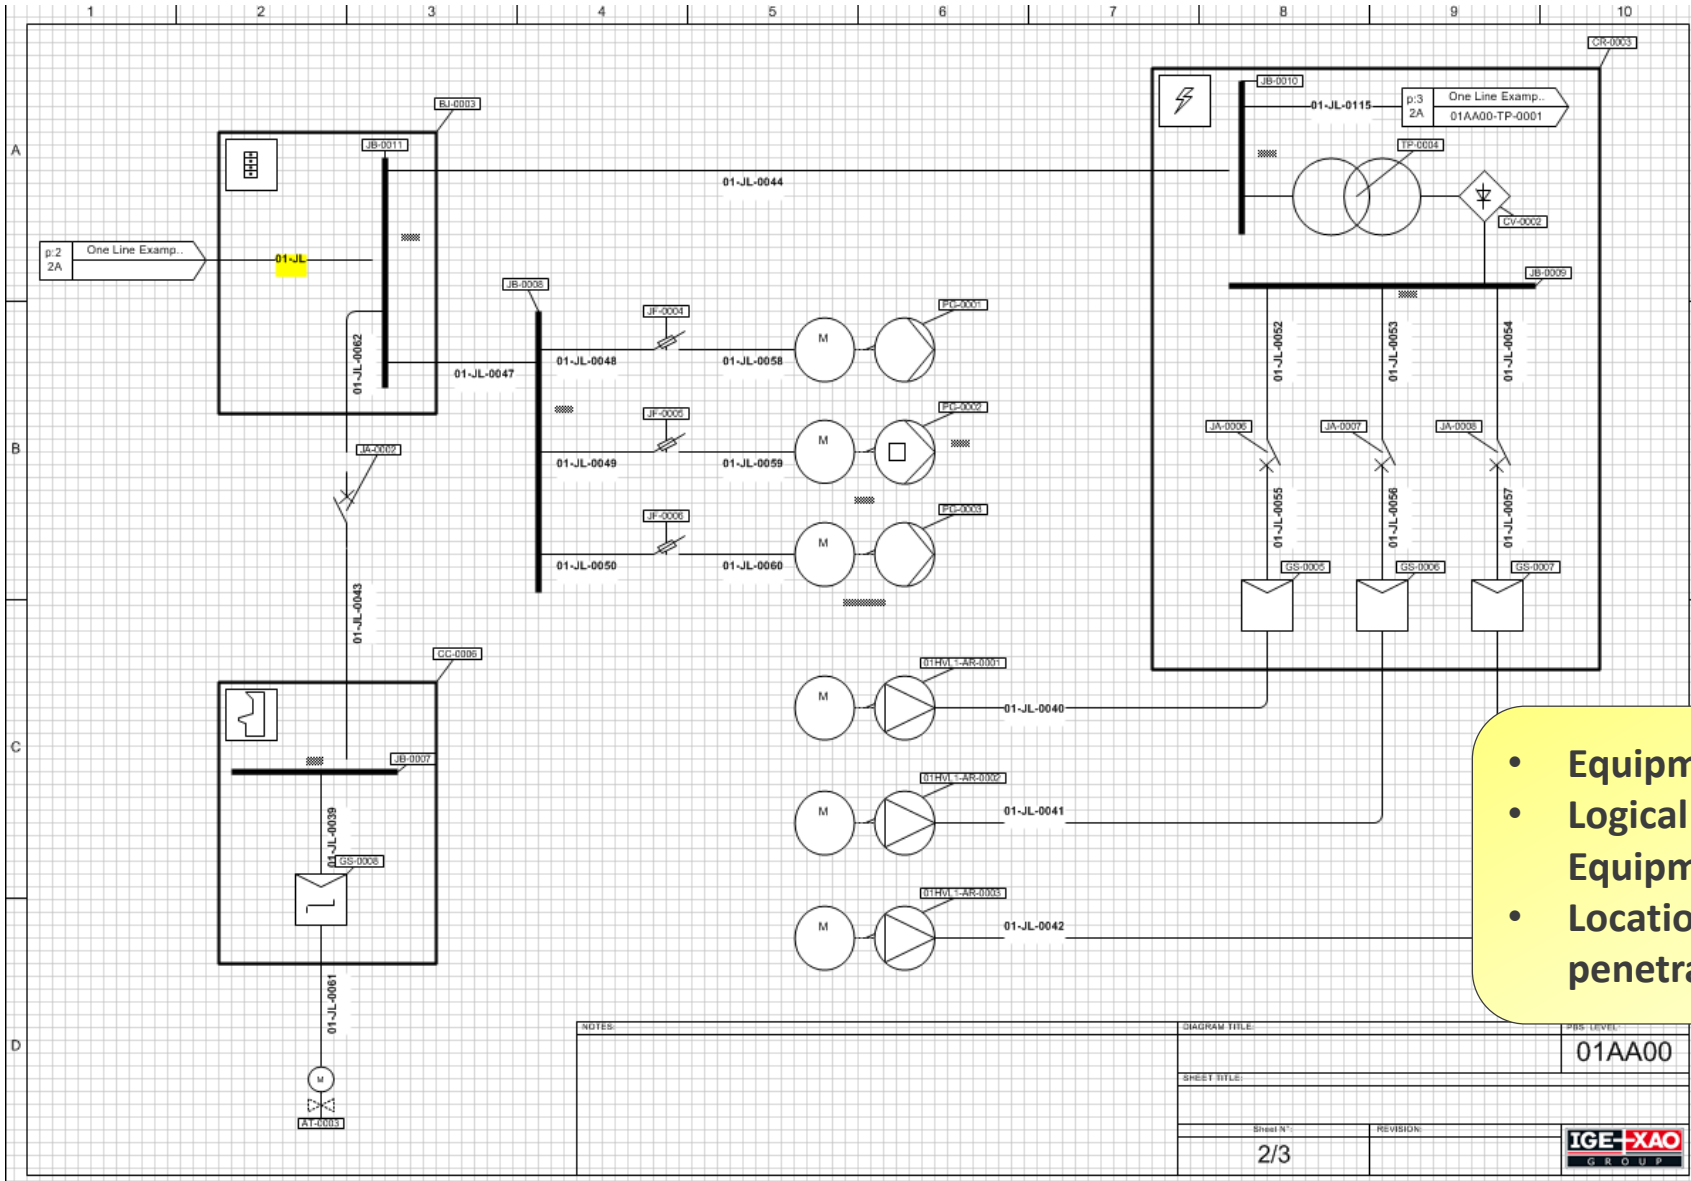 1 2 3 4 5 6 7 8 9 10
CR-0003
JB-0010
01-JL-0115
p:3
2A
One Line Examp..
01AA00-TP-0001
BJ-0003
A
JB-0011
TP-0004
01-JL-0044
CV-0002
p:2
2A
One Line Examp..
01-JL
JB-0008
JB-0009
JF-0004
PG-0001
01-JL-0062
M
01-JL-0048
01-JL-0058
01-JL-0047
01-JL-0052
01-JL-0053
01-JL-0054
JF-0005
PG-0002
JA-0006
JA-0007
JA-0008
B
JA-0002
M
01-JL-0049
01-JL-0059
JF-0006
PG-0003
01-JL-0055
01-JL-0056
01-JL-0057
M
01-JL-0050
01-JL-0060
GS-0005
GS-0006
GS-0007
01-JL-0043
CC-0006
01HVL1-AR-0001
M
01-JL-0040
C
JB-0007
01HVL1-AR-0002
M
01-JL-0041
01-JL-0039
GS-0008
01HVL1-AR-0003
M
01-JL-0042
• Equipm
• Logical
Equipm
• Locatio
penetra
01-JL-0061
D
M
AT-0003
NOTES:
DIAGRAM TITLE:
PBS LEVEL:
01AA00
SHEET TITLE:
Sheet N°:
2/3
REVISION:
IGE+XAO
GROUP